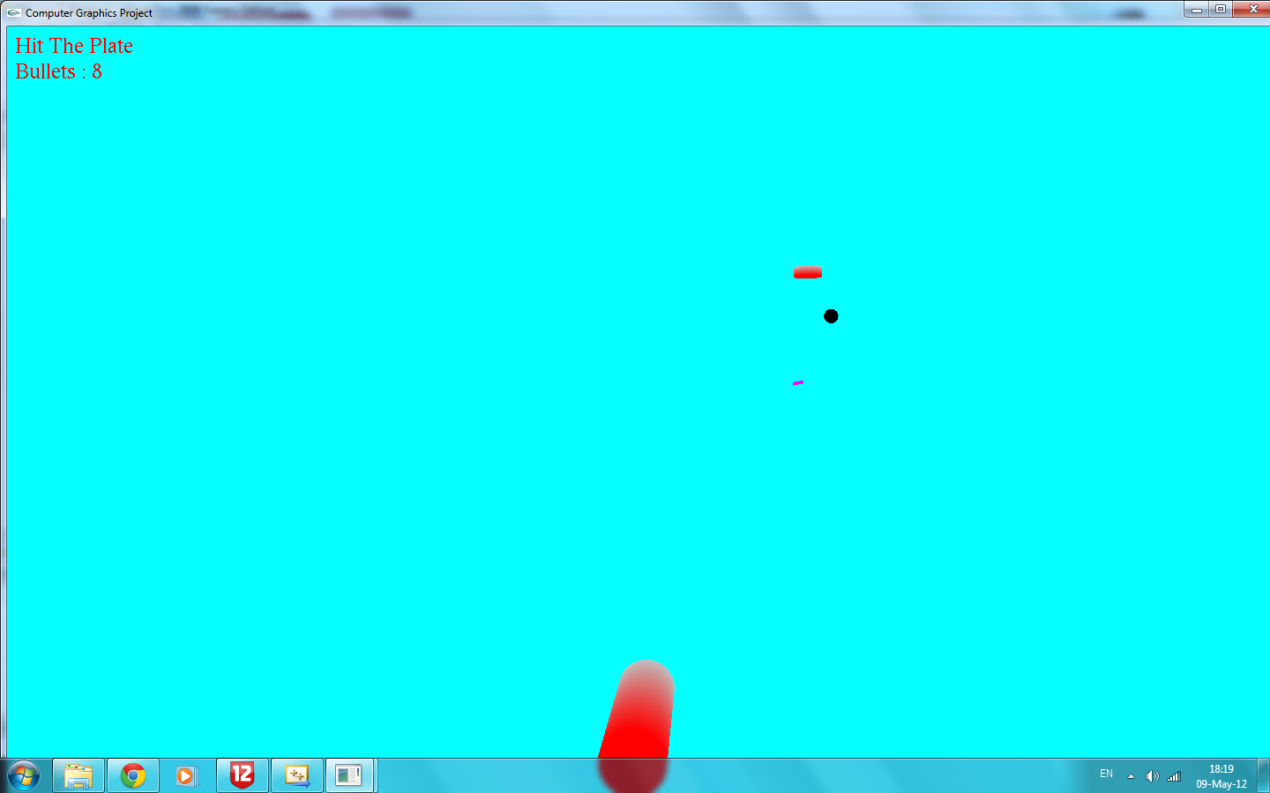 Computer Graphics Project
Hit The Plate
Bullets : 8
12
EN
18:19
09-May-12